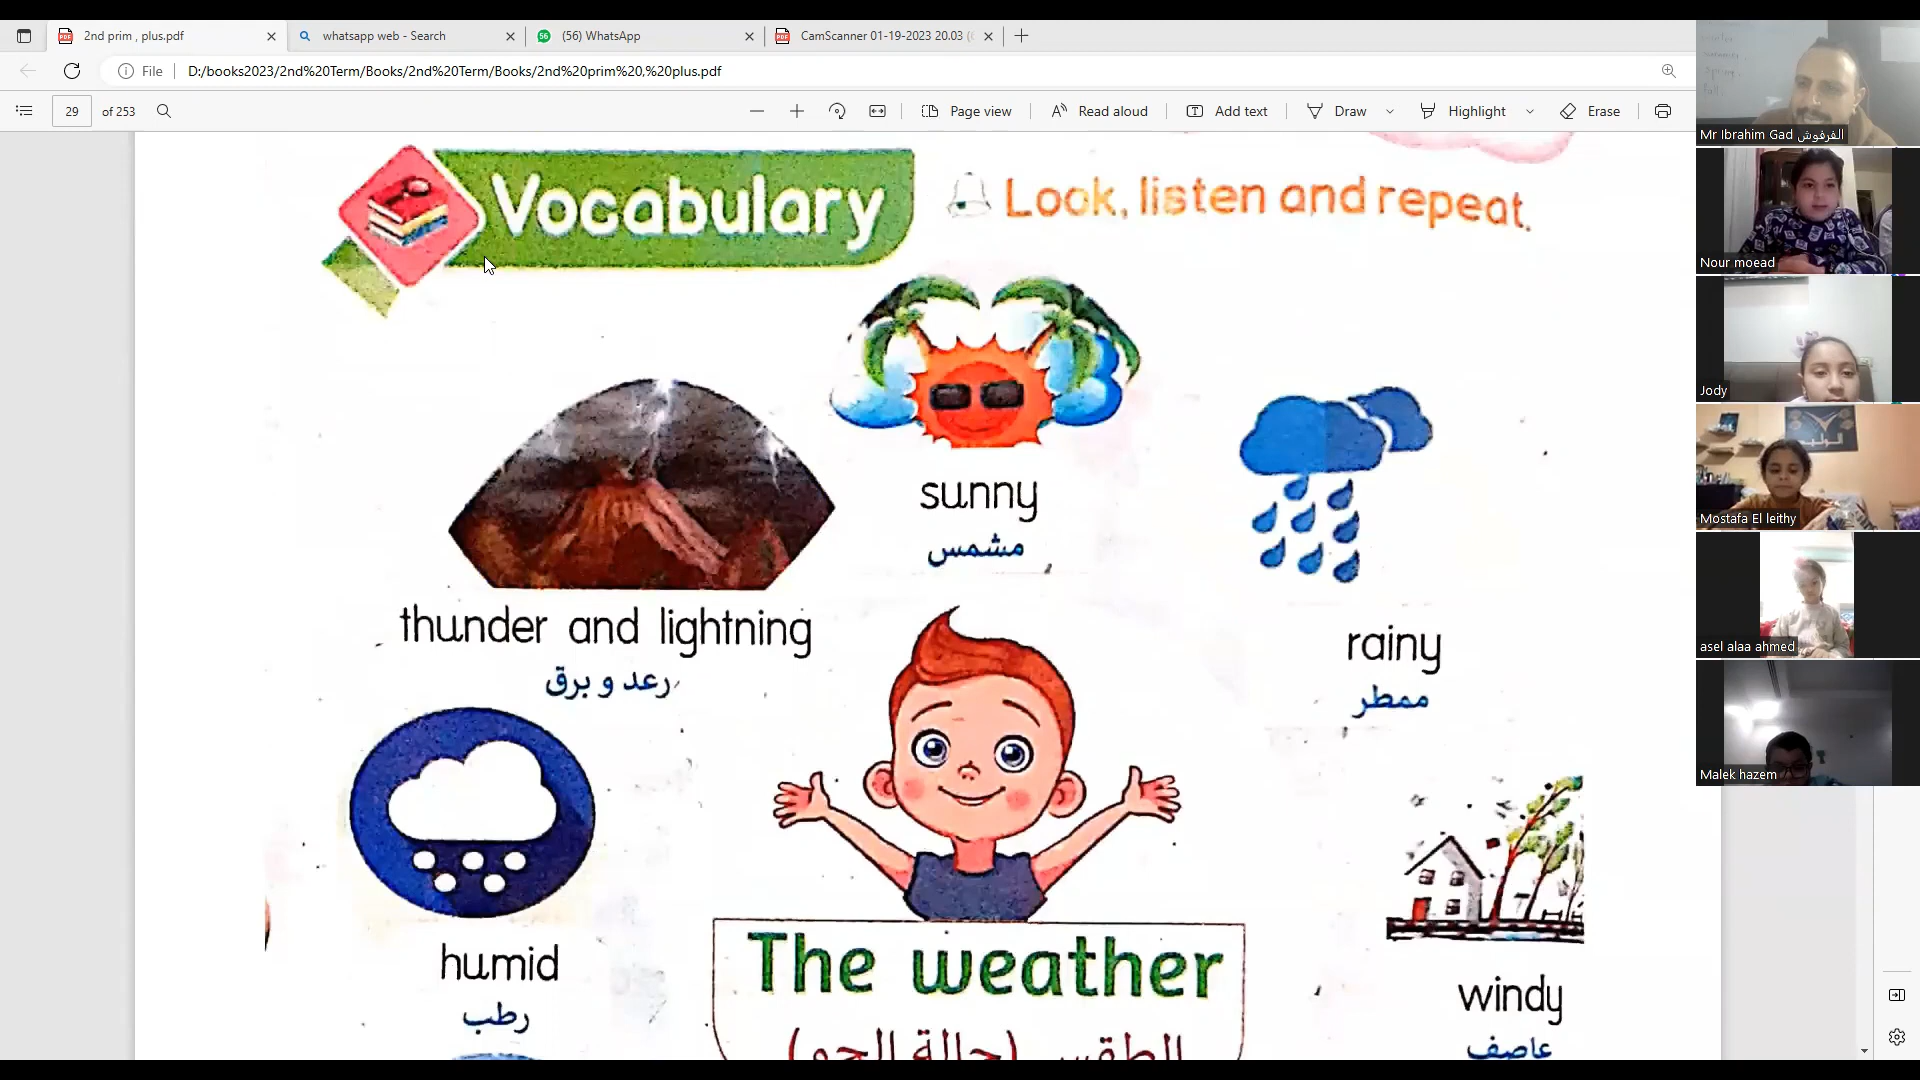 2nd prim , plus.pdf
whatsapp web - Search
(56) WhatsApp
CamScanner 01-19-2023 20.03 (
File
D:/books2023/2nd%20Term/Books/2nd%20Term/Books/2nd%20prim%20,%20plus.pdf
29
of 253
Page view
Read aloud
Add text
Draw
Highlight
Erase
Vocabulary
Look, listen and repeat.
sunny
مشمس
thunder and lightning
رعد و برق
rainy
ممطر
humid
رطب
The weather
الطقس (حالة الجو)
windy
عاصف
Mr Ibrahim Gad الفرفوش
Nour moead
Jody
Mostafa El leithy
asel alaa ahmed
Malek hazem